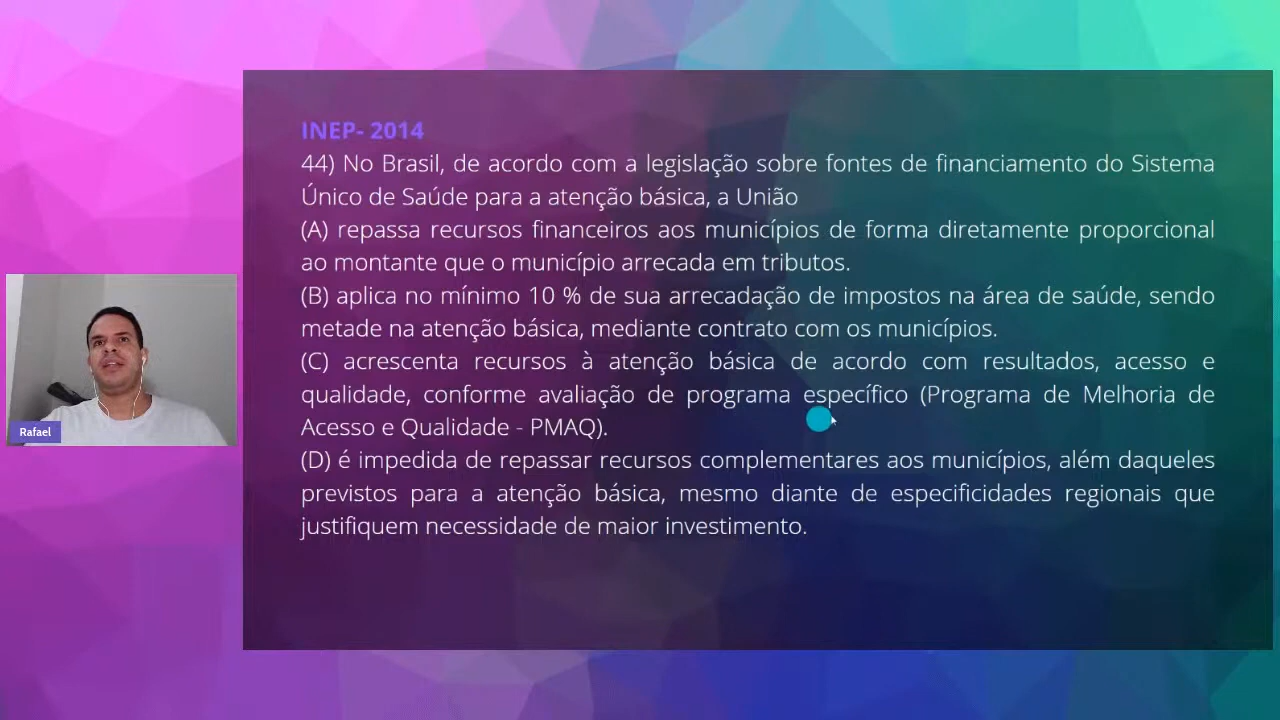 INEP- 2014
44) No Brasil, de acordo com a legislação sobre fontes de financiamento do Sistema
Único de Saúde para a atenção básica, a União
(A) repassa recursos financeiros aos municípios de forma diretamente proporcional
ao montante que o município arrecada em tributos.
(B) aplica no mínimo 10 % de sua arrecadação de impostos na área de saúde, sendo
metade na atenção básica, mediante contrato com os municípios.
(C) acrescenta recursos à atenção básica de acordo com resultados, acesso e
qualidade, conforme avaliação de programa específico (Programa de Melhoria de
Acesso e Qualidade - PMAQ).
(D) é impedida de repassar recursos complementares aos municípios, além daqueles
previstos para a atenção básica, mesmo diante de especificidades regionais que
justifiquem necessidade de maior investimento.
Rafael